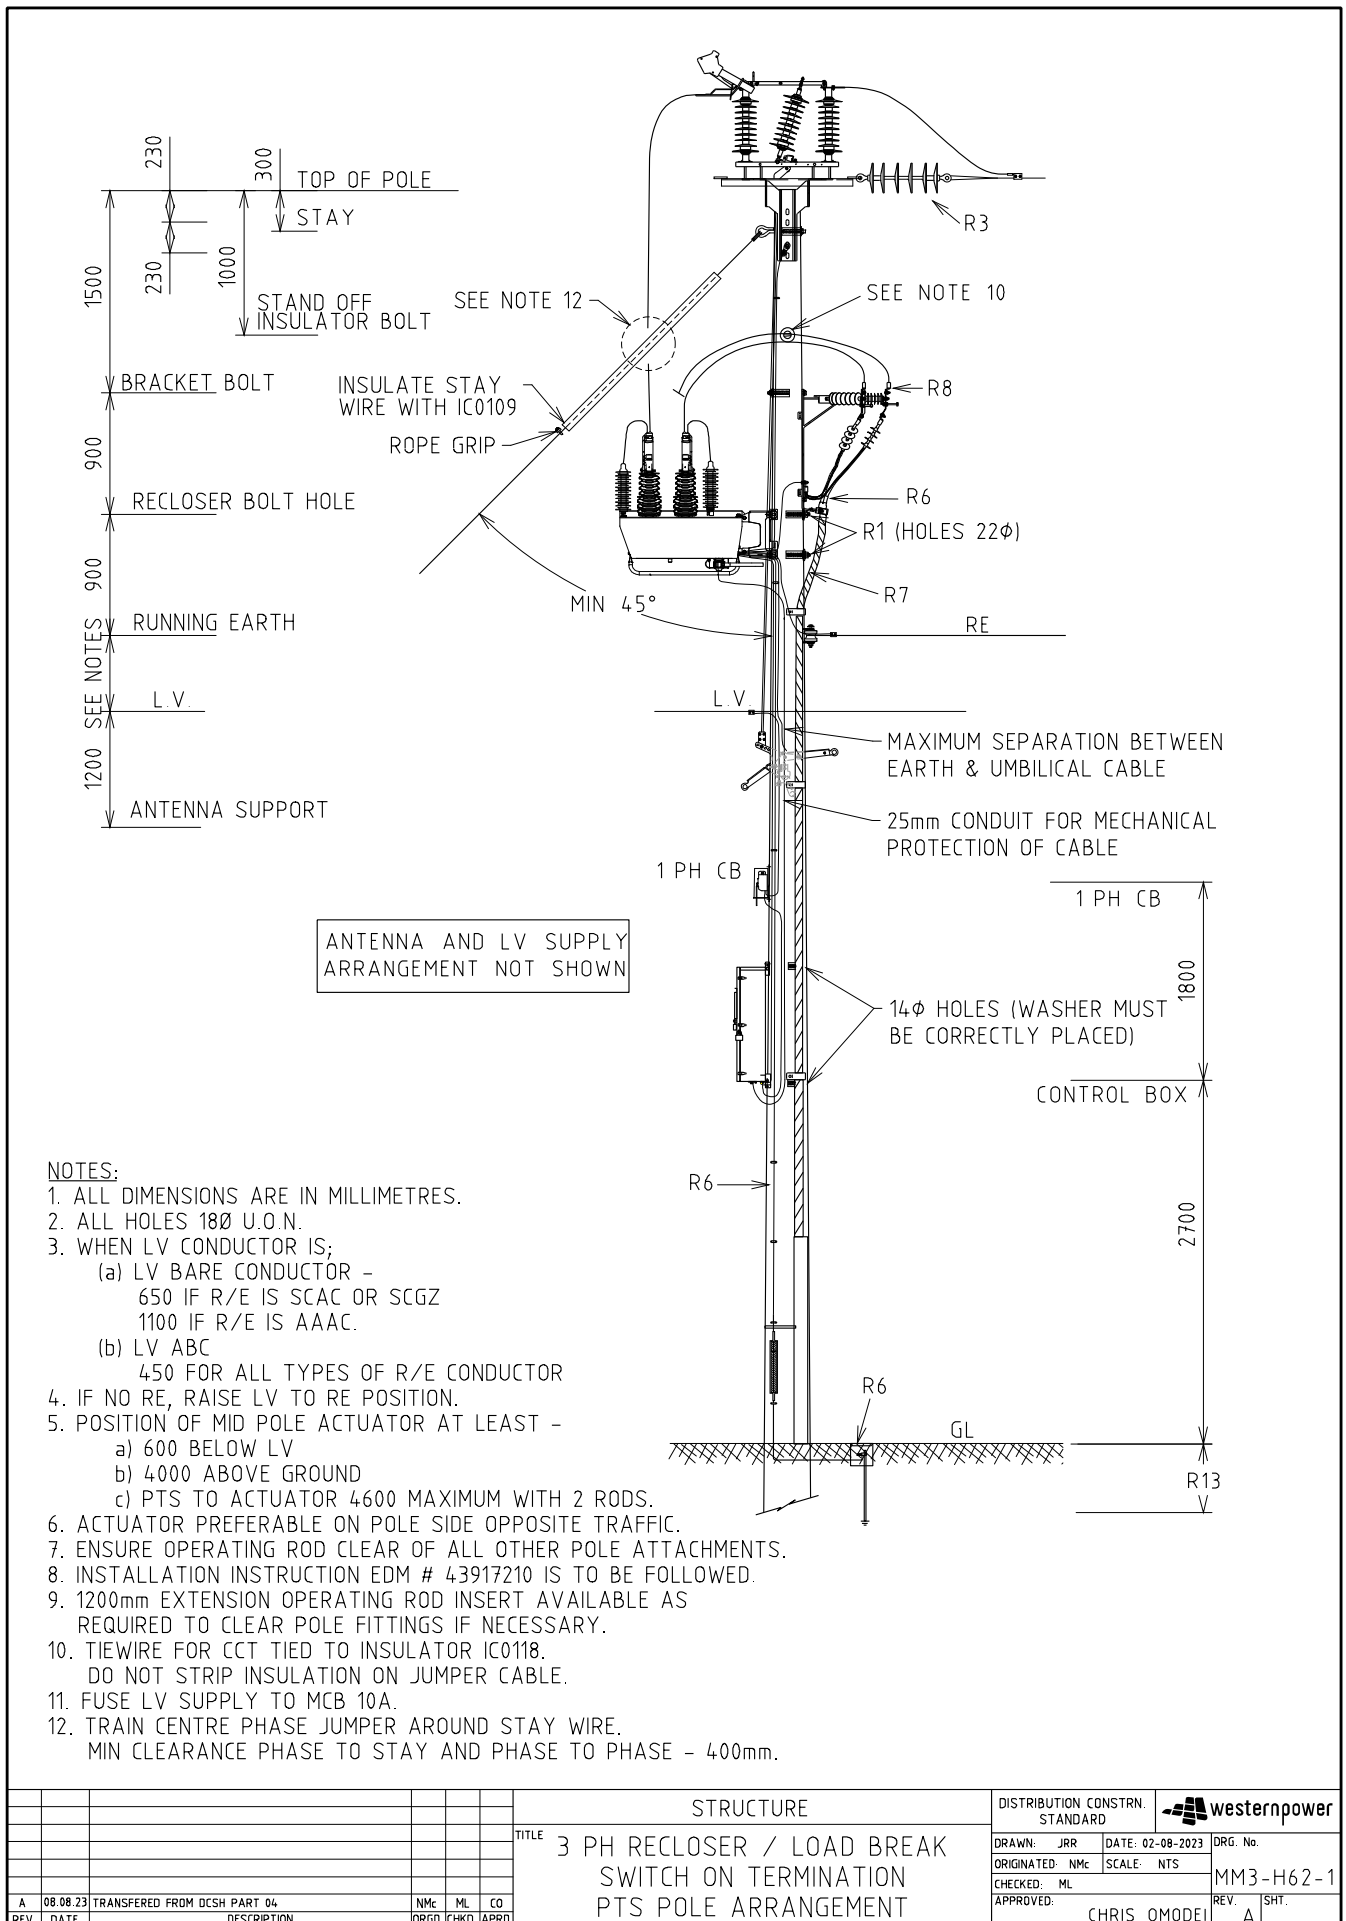 230
300
TOP OF POLE
STAY
R3
230
1000
1500
STAND OFF
INSULATOR BOLT
SEE NOTE 12
SEE NOTE 10
BRACKET BOLT
INSULATE STAY
WIRE WITH IC0109
R8
ROPE GRIP
900
RECLOSER BOLT HOLE
R6
R1 (HOLES 22Ø)
900
MIN 45°
R7
RUNNING EARTH
RE
SEE NOTES
L.V.
L.V.
MAXIMUM SEPARATION BETWEEN
EARTH & UMBILICAL CABLE
1200
ANTENNA SUPPORT
25mm CONDUIT FOR MECHANICAL
PROTECTION OF CABLE
1 PH CB
1 PH CB
ANTENNA AND LV SUPPLY
ARRANGEMENT NOT SHOWN
1800
14Ø HOLES (WASHER MUST
BE CORRECTLY PLACED)
CONTROL BOX
R6
2700
R6
GL
R13
NOTES:
1. ALL DIMENSIONS ARE IN MILLIMETRES.
2. ALL HOLES 18Ø U.O.N.
3. WHEN LV CONDUCTOR IS;
(a) LV BARE CONDUCTOR -
650 IF R/E IS SCAC OR SCGZ
1100 IF R/E IS AAAC.
(b) LV ABC
450 FOR ALL TYPES OF R/E CONDUCTOR
4. IF NO RE, RAISE LV TO RE POSITION.
5. POSITION OF MID POLE ACTUATOR AT LEAST -
a) 600 BELOW LV
b) 4000 ABOVE GROUND
c) PTS TO ACTUATOR 4600 MAXIMUM WITH 2 RODS.
6. ACTUATOR PREFERABLE ON POLE SIDE OPPOSITE TRAFFIC.
7. ENSURE OPERATING ROD CLEAR OF ALL OTHER POLE ATTACHMENTS.
8. INSTALLATION INSTRUCTION EDM # 43917210 IS TO BE FOLLOWED.
9. 1200mm EXTENSION OPERATING ROD INSERT AVAILABLE AS
REQUIRED TO CLEAR POLE FITTINGS IF NECESSARY.
10. TIEWIRE FOR CCT TIED TO INSULATOR IC0118.
DO NOT STRIP INSULATION ON JUMPER CABLE.
11. FUSE LV SUPPLY TO MCB 10A.
12. TRAIN CENTRE PHASE JUMPER AROUND STAY WIRE.
MIN CLEARANCE PHASE TO STAY AND PHASE TO PHASE - 400mm.
A 08.08.23 TRANSFERED FROM DCSH PART 04 NMc ML CO
REV. DATE DESCRIPTION ORGD CHKD APRD
STRUCTURE
TITLE 3 PH RECLOSER / LOAD BREAK
SWITCH ON TERMINATION
PTS POLE ARRANGEMENT
DISTRIBUTION CONSTRN.
STANDARD
westernpower
DRAWN: JRR DATE: 02-08-2023
ORIGINATED: NMc SCALE: NTS
CHECKED: ML
APPROVED:
CHRIS OMODEI
DRG. No.
MM3-H62-1
REV. A SHT.